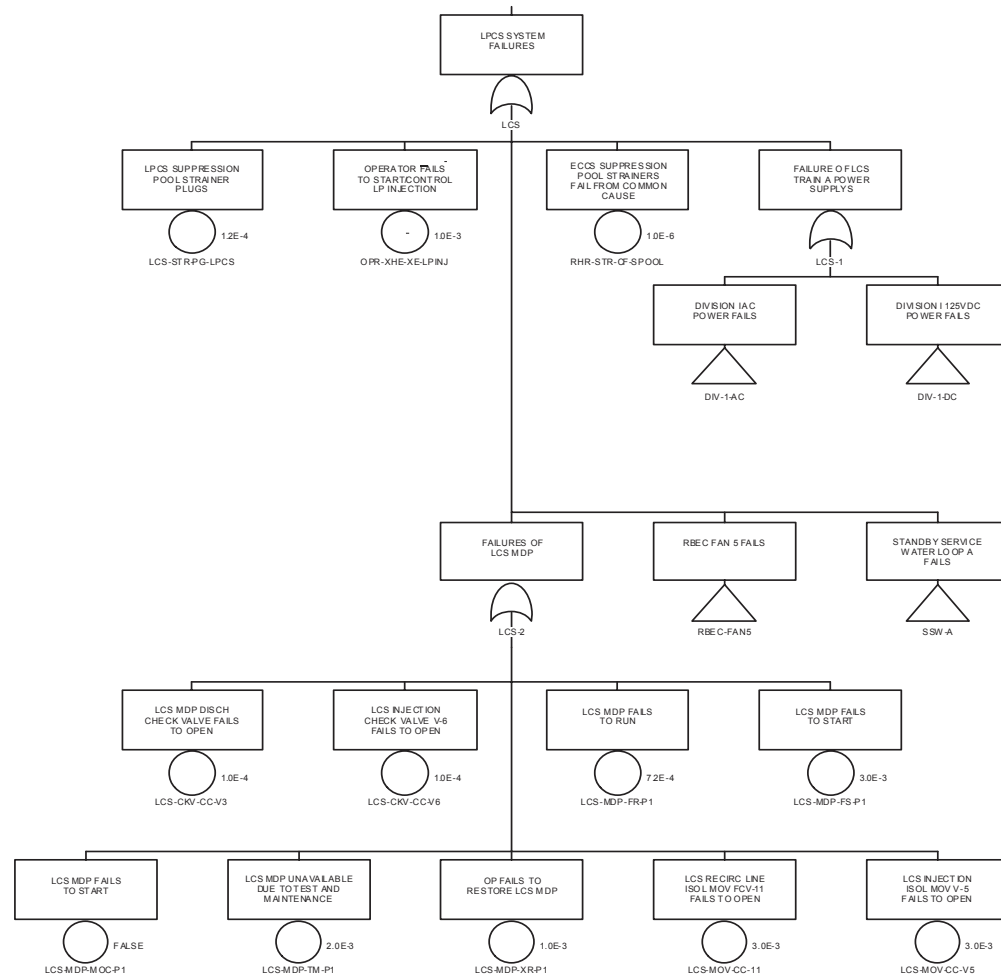 LPCS SYSTEM
FAILURES
LCS
LPCS SUPPRESSION
POOL STRAINER
PLUGS
1.2E-4
LCS-STR-PG-LPCS
OPERATOR FAILS
TO START/CONTROL
LP INJECTION
1.0E-3
OPR-XHE-XE-LPINJ
ECCS SUPPRESSION
POOL STRAINERS
FAIL FROM COMMON
CAUSE
1.0E-6
RHR-STR-CF-SPOOL
FAILURE OF LCS
TRAIN A POWER
SUPPLYS
LCS-1
DIVISION I AC
POWER FAILS
DIV-1-AC
DIVISION I 125VDC
POWER FAILS
DIV-1-DC
FAILURES OF
LCS MDP
LCS-2
RBEC FAN 5 FAILS
RBEC-FAN5
STANDBY SERVICE
WATER LOOP A
FAILS
SSW-A
LCS MDP DISCH
CHECK VALVE FAILS
TO OPEN
1.0E-4
LCS-CKV-CC-V3
LCS INJECTION
CHECK VALVE V-6
FAILS TO OPEN
1.0E-4
LCS-CKV-CC-V6
LCS MDP FAILS
TO RUN
7.2E-4
LCS-MDP-FR-P1
LCS MDP FAILS
TO START
3.0E-3
LCS-MDP-FS-P1
LCS MDP FAILS
TO START
FALSE
LCS-MDP-MOC-P1
LCS MDP UNAVAILABLE
DUE TO TEST AND
MAINTENANCE
2.0E-3
LCS-MDP-TM-P1
OP FAILS TO
RESTORE LCS MDP
1.0E-3
LCS-MDP-XR-P1
LCS RECIRC LINE
ISOL MOV FCV-11
FAILS TO OPEN
3.0E-3
LCS-MOV-CC-11
LCS INJECTION
ISOL MOV V-5
FAILS TO OPEN
3.0E-3
LCS-MOV-CC-V5